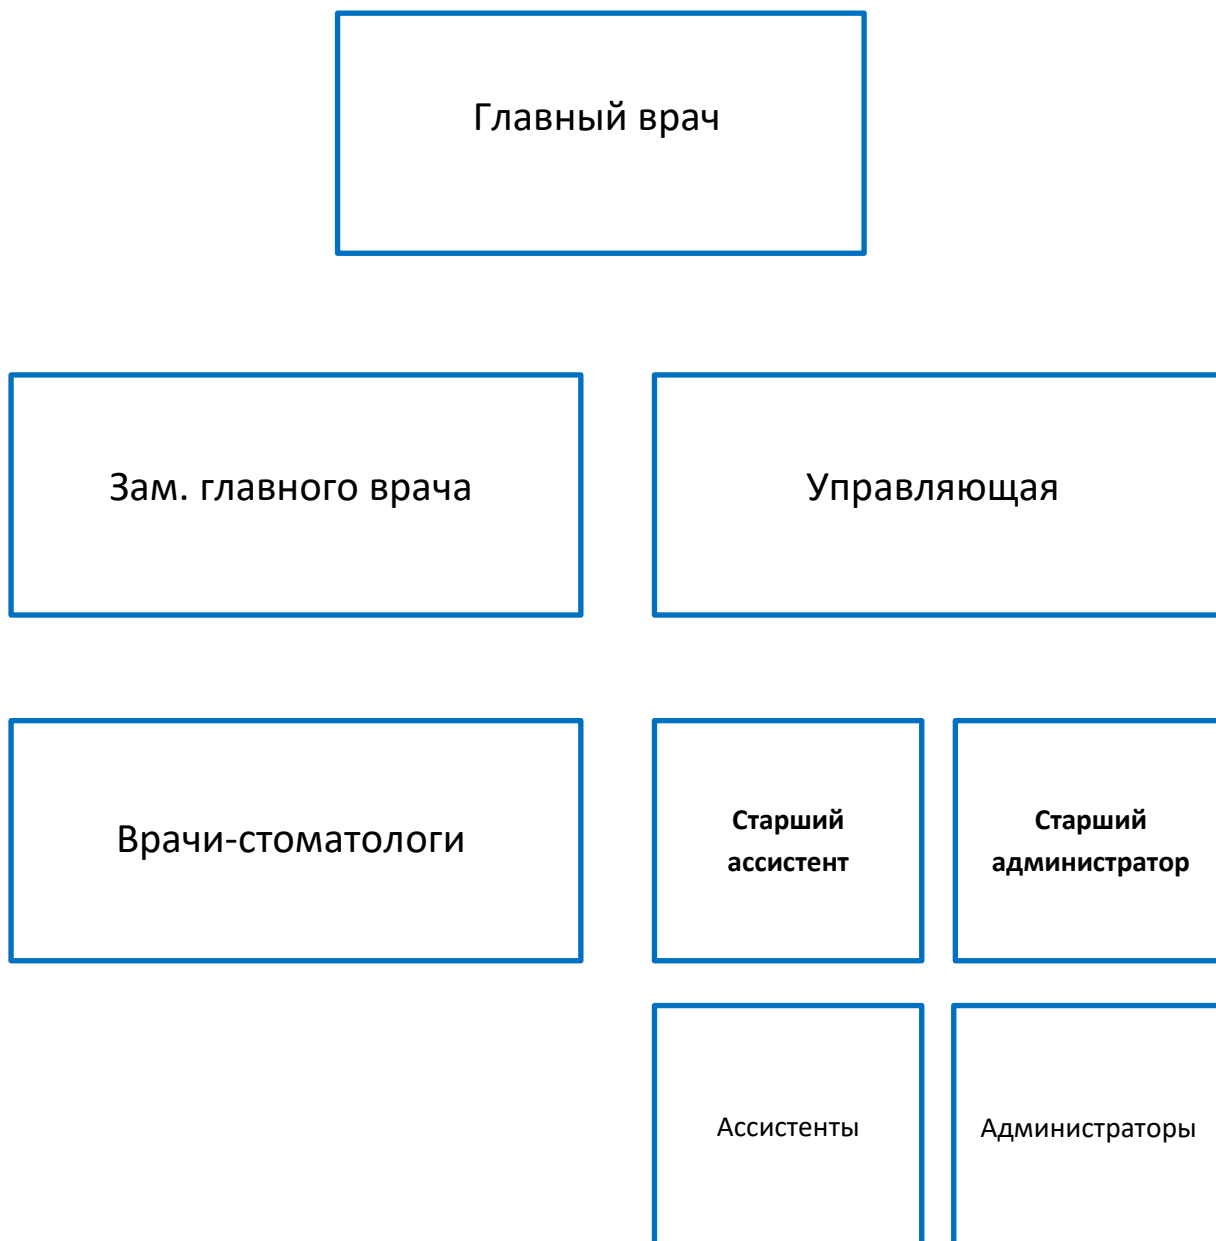 Главный врач
Зам. главного врача
Управляющая
Врачи-стоматологи
Старший
ассистент
Старший
администратор
Ассистенты
Администраторы